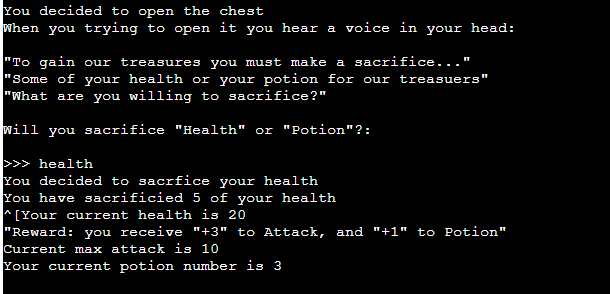 You decided to open the chest
When you trying to open it you hear a voice in your head:
"To gain our treasures you must make a sacrifice..."
"Some of your health or your potion for our treasuers"
"What are you willing to sacrifice?"
Will you sacrifice "Health" or "Potion"?:
>>> health
You decided to sacrfice your health
You have sacrificied 5 of your health
^[Your current health is 20
"Reward: you receive "+3" to Attack, and "+1" to Potion"
Current max attack is 10
Your current potion number is 3